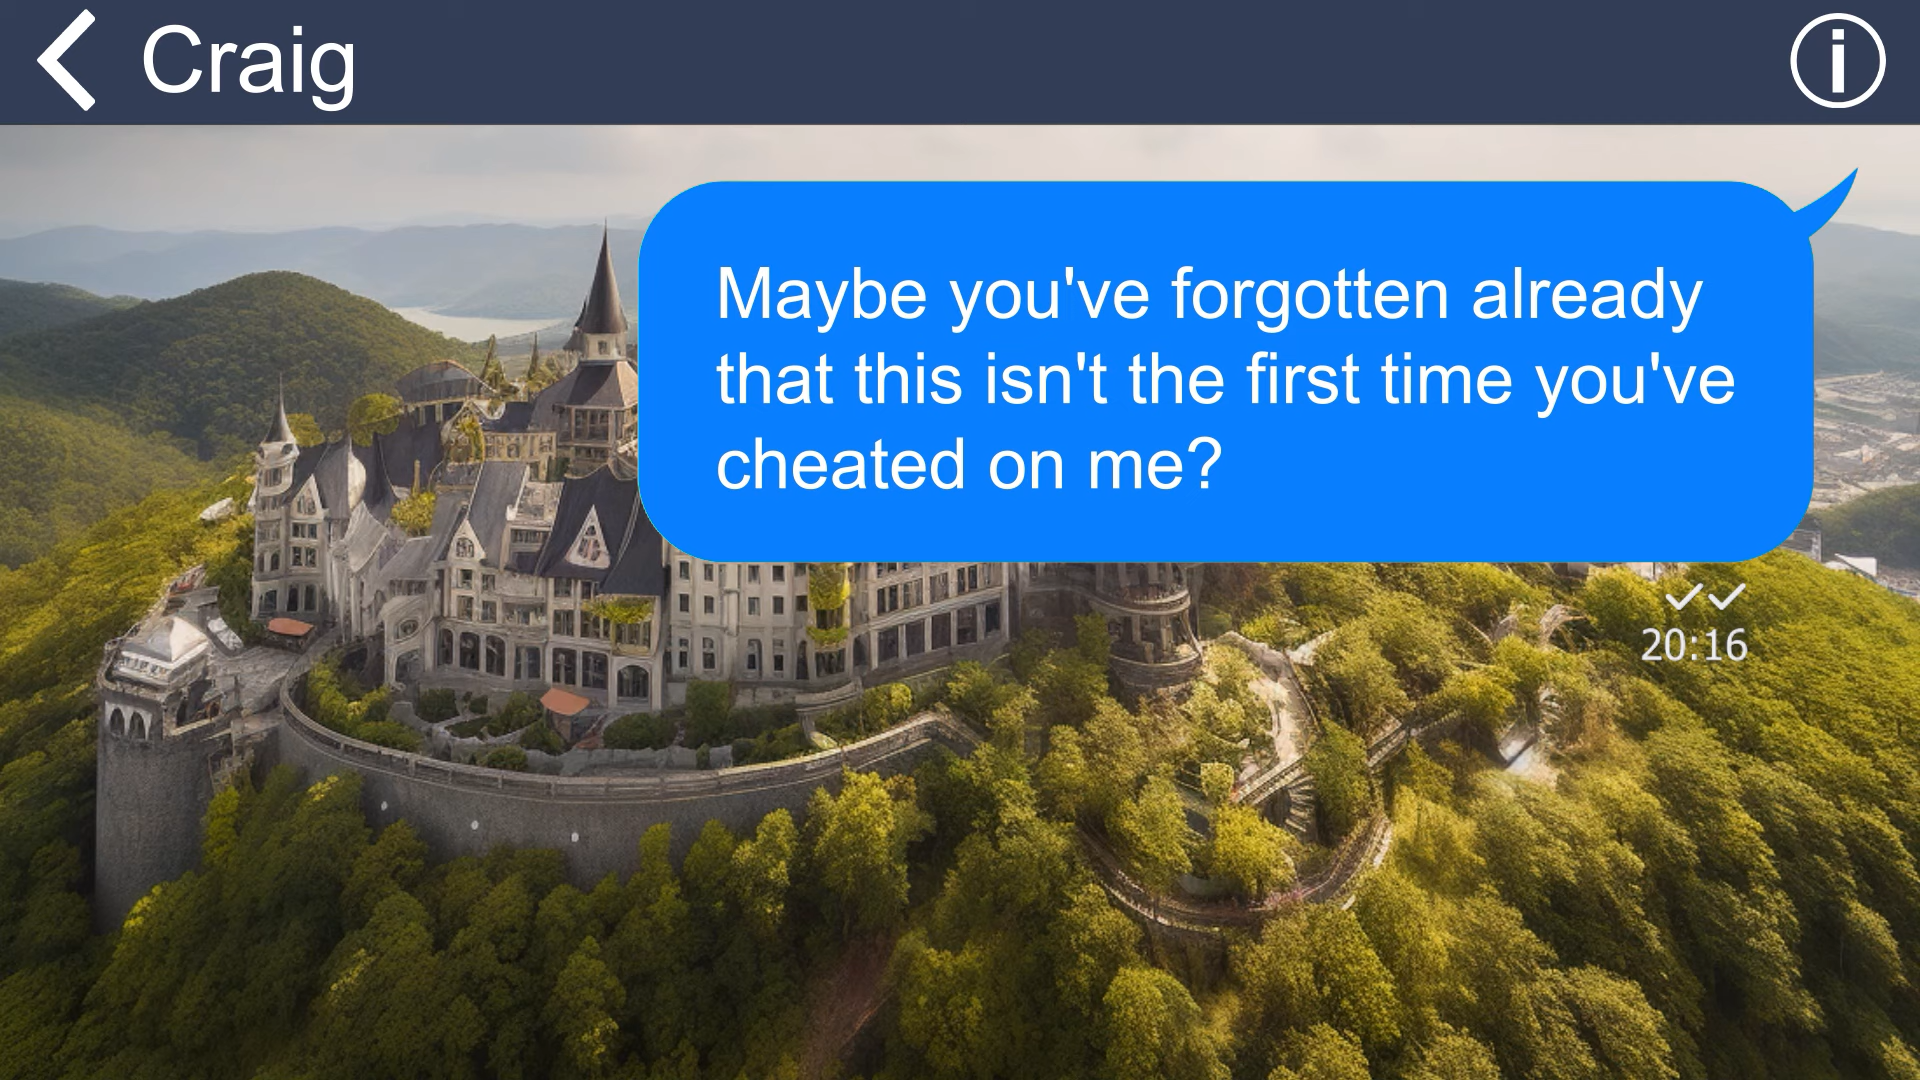 Craig
Maybe you've forgotten already
that this isn't the first time you've
cheated on me?
20:16